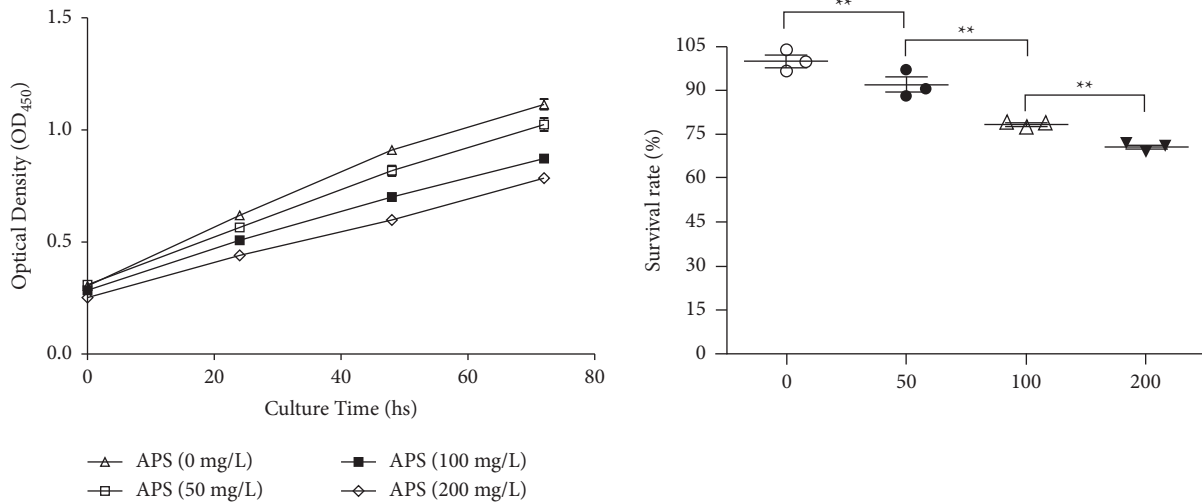 1.5
1.0
0.5
0.0
Optical Density (OD450)
0 20 40 60 80
Culture Time (hs)
APS (0 mg/L) APS (100 mg/L)
APS (50 mg/L) APS (200 mg/L)
** ** **
105
90
75
60
45
30
15
0
Survival rate (%)
0 50 100 200